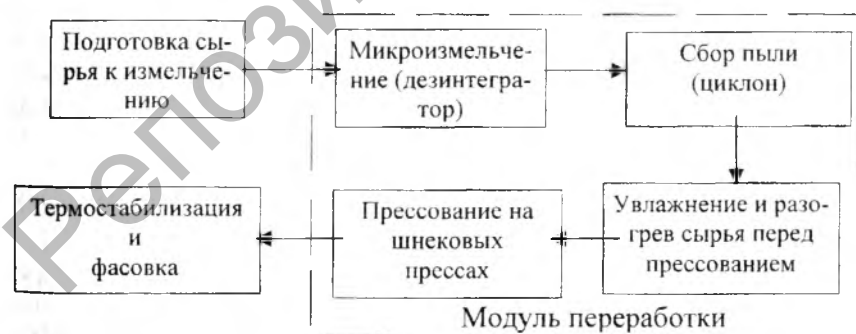 Подготовка сы-
рья к измельче-
нию
Микроизмельче-
ние (дезинтегра-
тор)
Сбор пыли
(циклон)
Увлажнение и разо-
грев сырья перед
прессованием
Прессование на
шнековых
прессах
Термостабилизация
и
фасовка
Модуль переработки
Репози